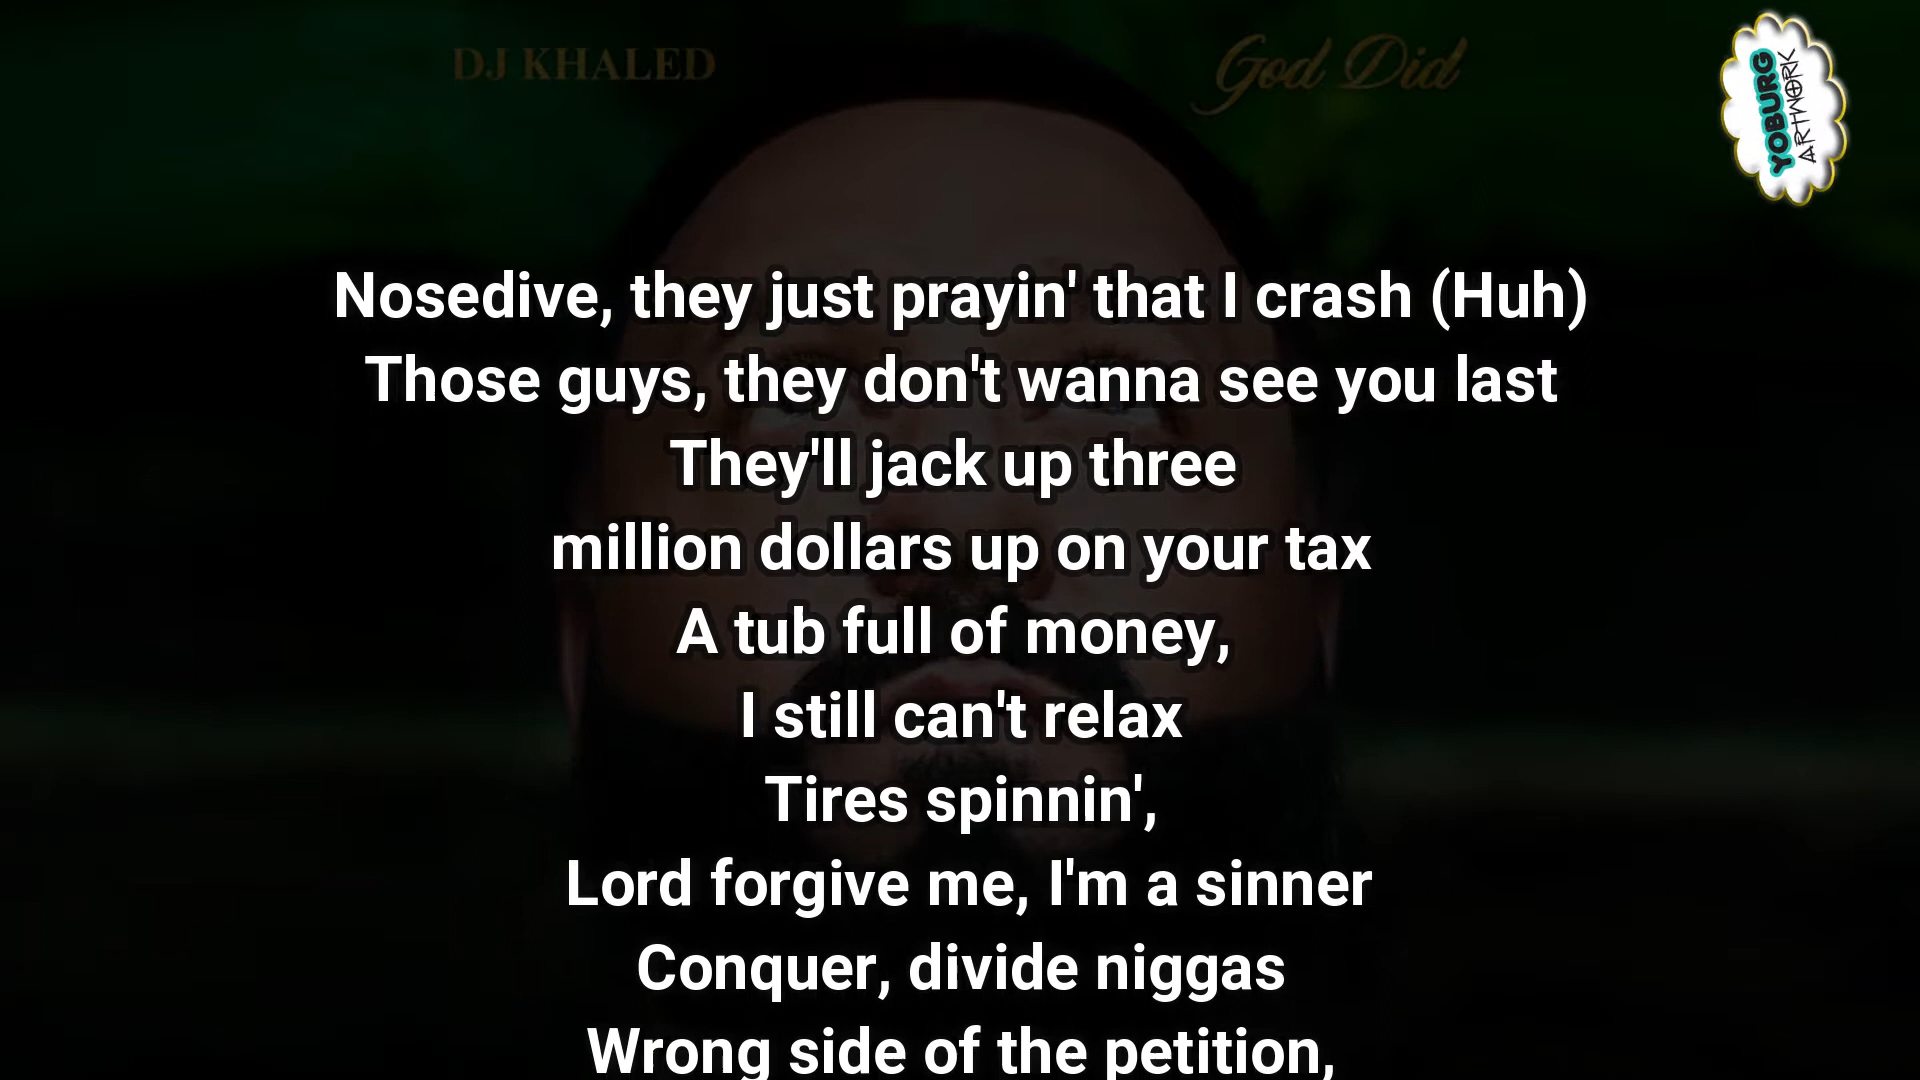 DJ KHALED
God Did
YOBURG
ARTWORK
Nosedive, they just prayin' that I crash (Huh)
Those guys, they don't wanna see you last
They'll jack up three
million dollars up on your tax
A tub full of money,
I still can't relax
Tires spinnin',
Lord forgive me, I'm a sinner
Conquer, divide niggas
Wrong side of the petition,